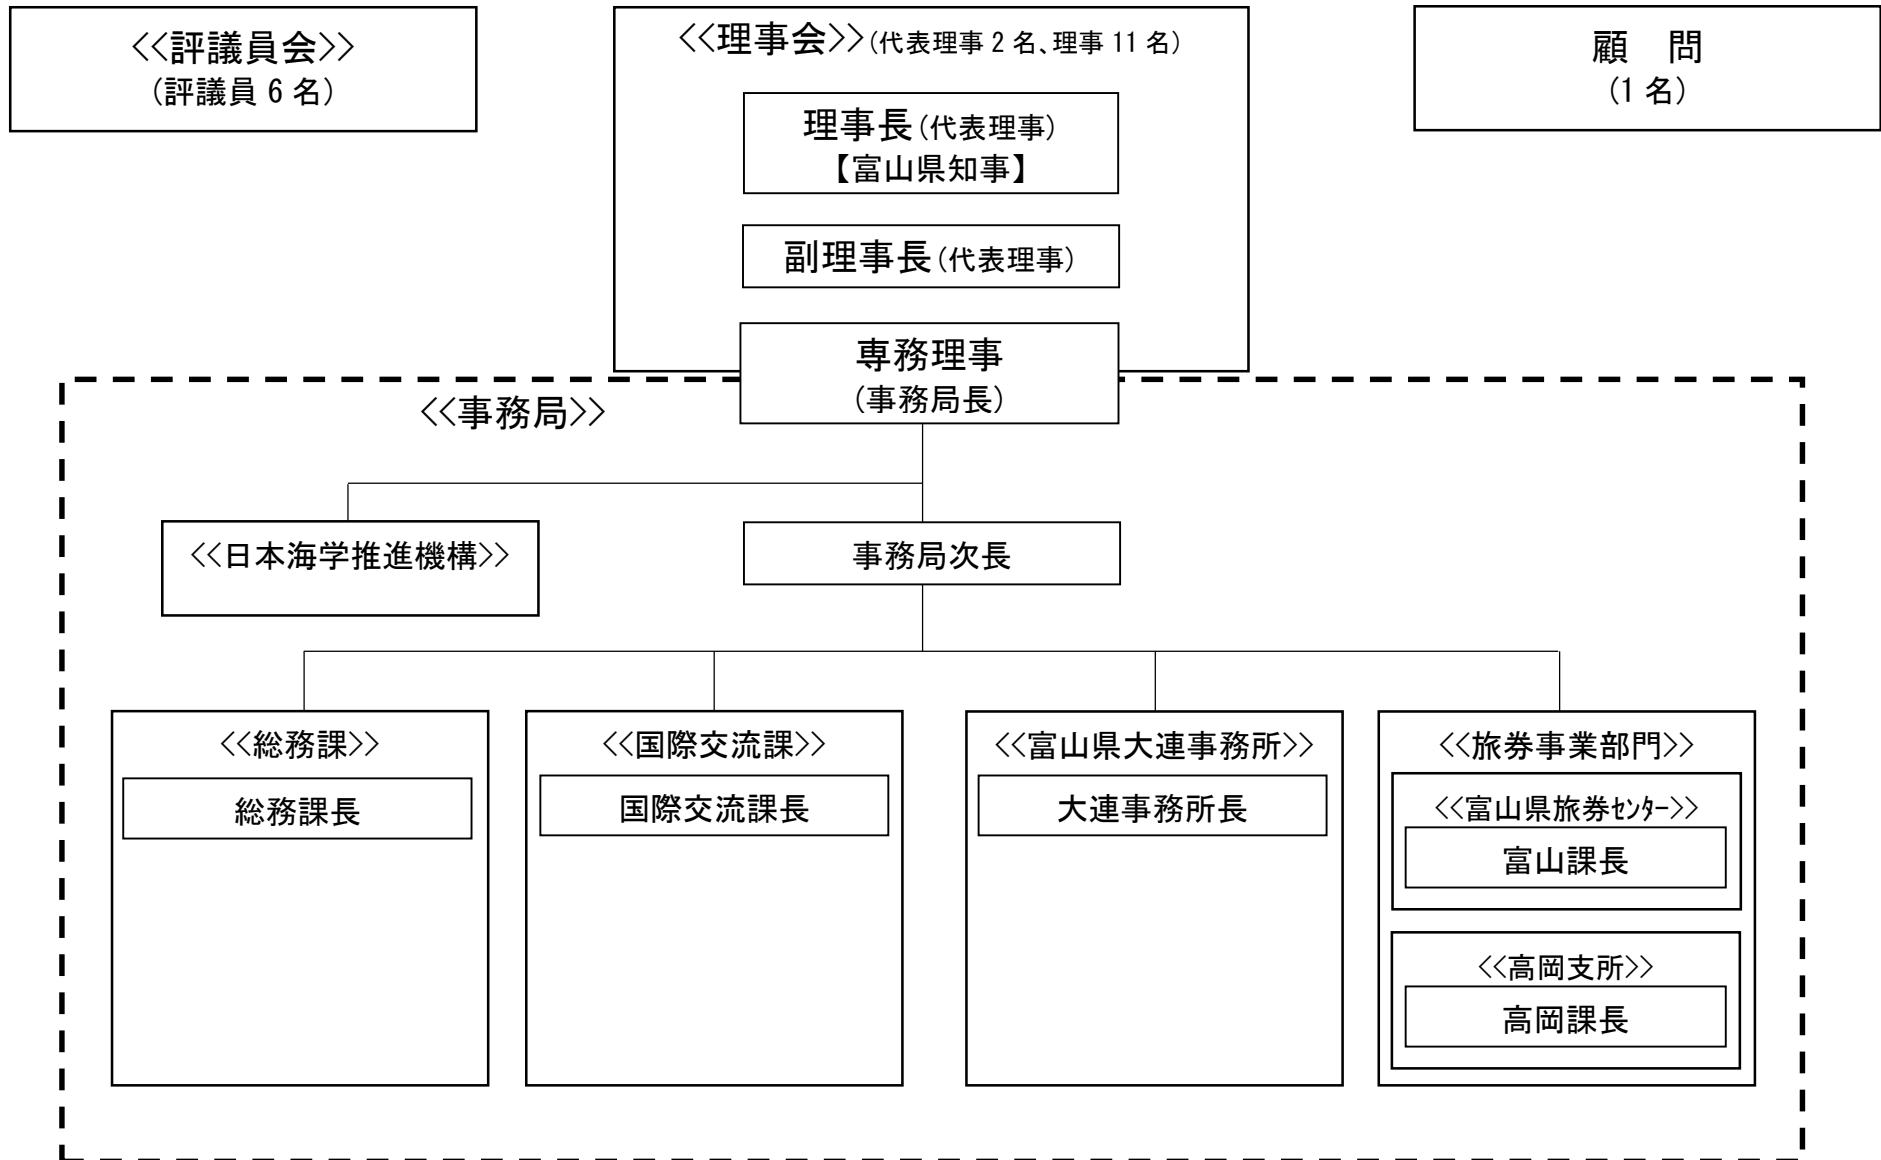 <<評議員会>>
(評議員 6 名)
<<理事会>>(代表理事 2 名、理事 11 名)
理事長(代表理事)
【富山県知事】
副理事長(代表理事)
専務理事
(事務局長)
顧　問
(1 名)
<<事務局>>
<<日本海学推進機構>>
事務局次長
<<総務課>>
総務課長
<<国際交流課>>
国際交流課長
<<富山県大連事務所>>
大連事務所長
<<旅券事業部門>>
<<富山県旅券ｾﾝﾀｰ>>
富山課長
<<高岡支所>>
高岡課長